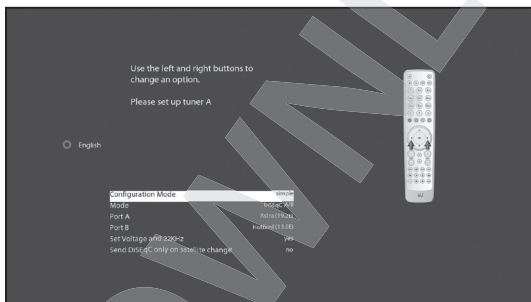 Use the left and right buttons to
change an option.
Please set up tuner A
English
Configuration Mode simple
Mode DiSEqC A/B
Port A Astra (19.2E)
Port B Hotbird (13.0E)
Set Voltage and 22KHz yes
Send DiSEqC only on satellite change no